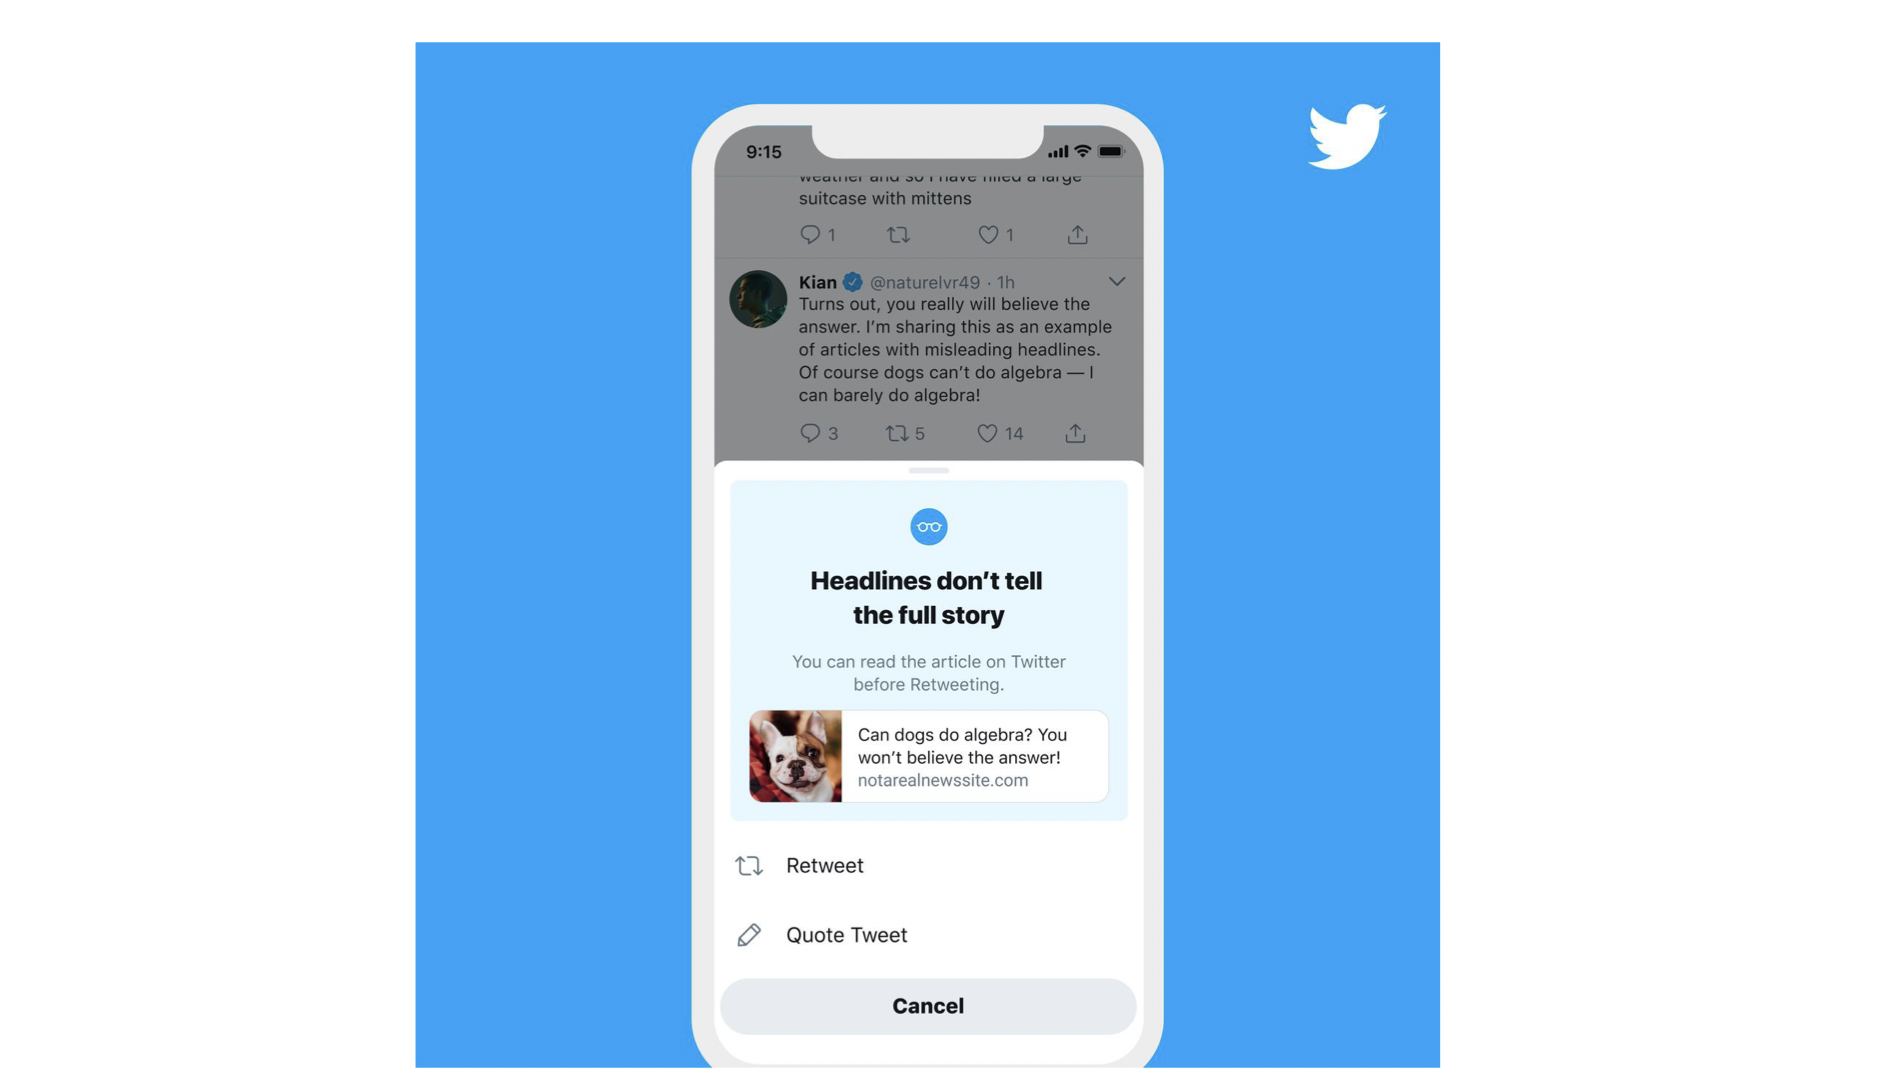 9:15
weather and so I have filled a large
suitcase with mittens
1
1
Kian @naturelvr49 · 1h
Turns out, you really will believe the
answer. I’m sharing this as an example
of articles with misleading headlines.
Of course dogs can’t do algebra — I
can barely do algebra!
3
5
14
Headlines don’t tell
the full story
You can read the article on Twitter
before Retweeting.
Can dogs do algebra? You
won’t believe the answer!
notarealnewssite.com
Retweet
Quote Tweet
Cancel